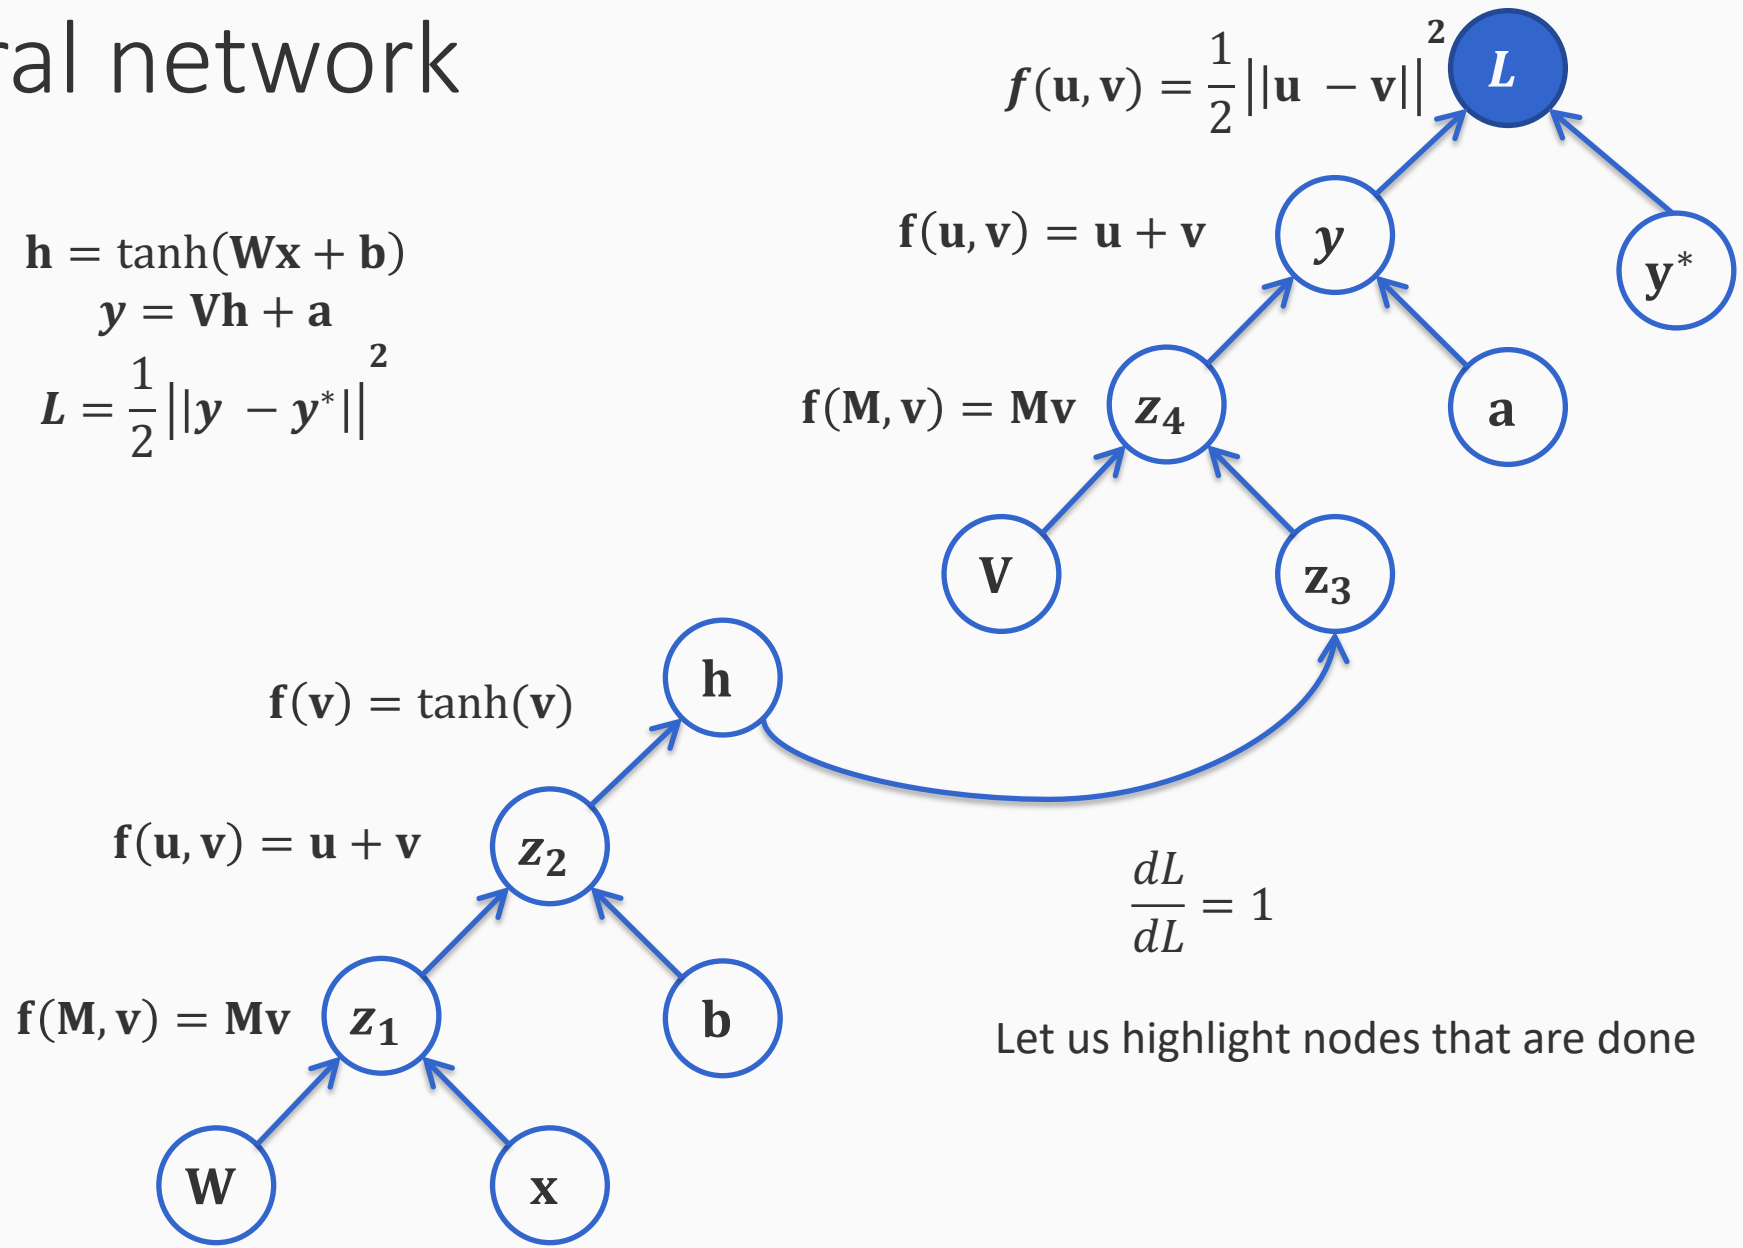 ral network
f(u, v) = 1/2 ||u − v||²
L
f(u, v) = u + v
y
y*
h = tanh(Wx + b)
y = Vh + a
L = 1/2 ||y − y*||²
f(M, v) = Mv
z₄
a
V
z₃
h
f(v) = tanh(v)
f(u, v) = u + v
z₂
dL/dL = 1
f(M, v) = Mv
z₁
b
Let us highlight nodes that are done
W
x